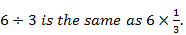 6 ÷ 3 is the same as 6 × 1/3.